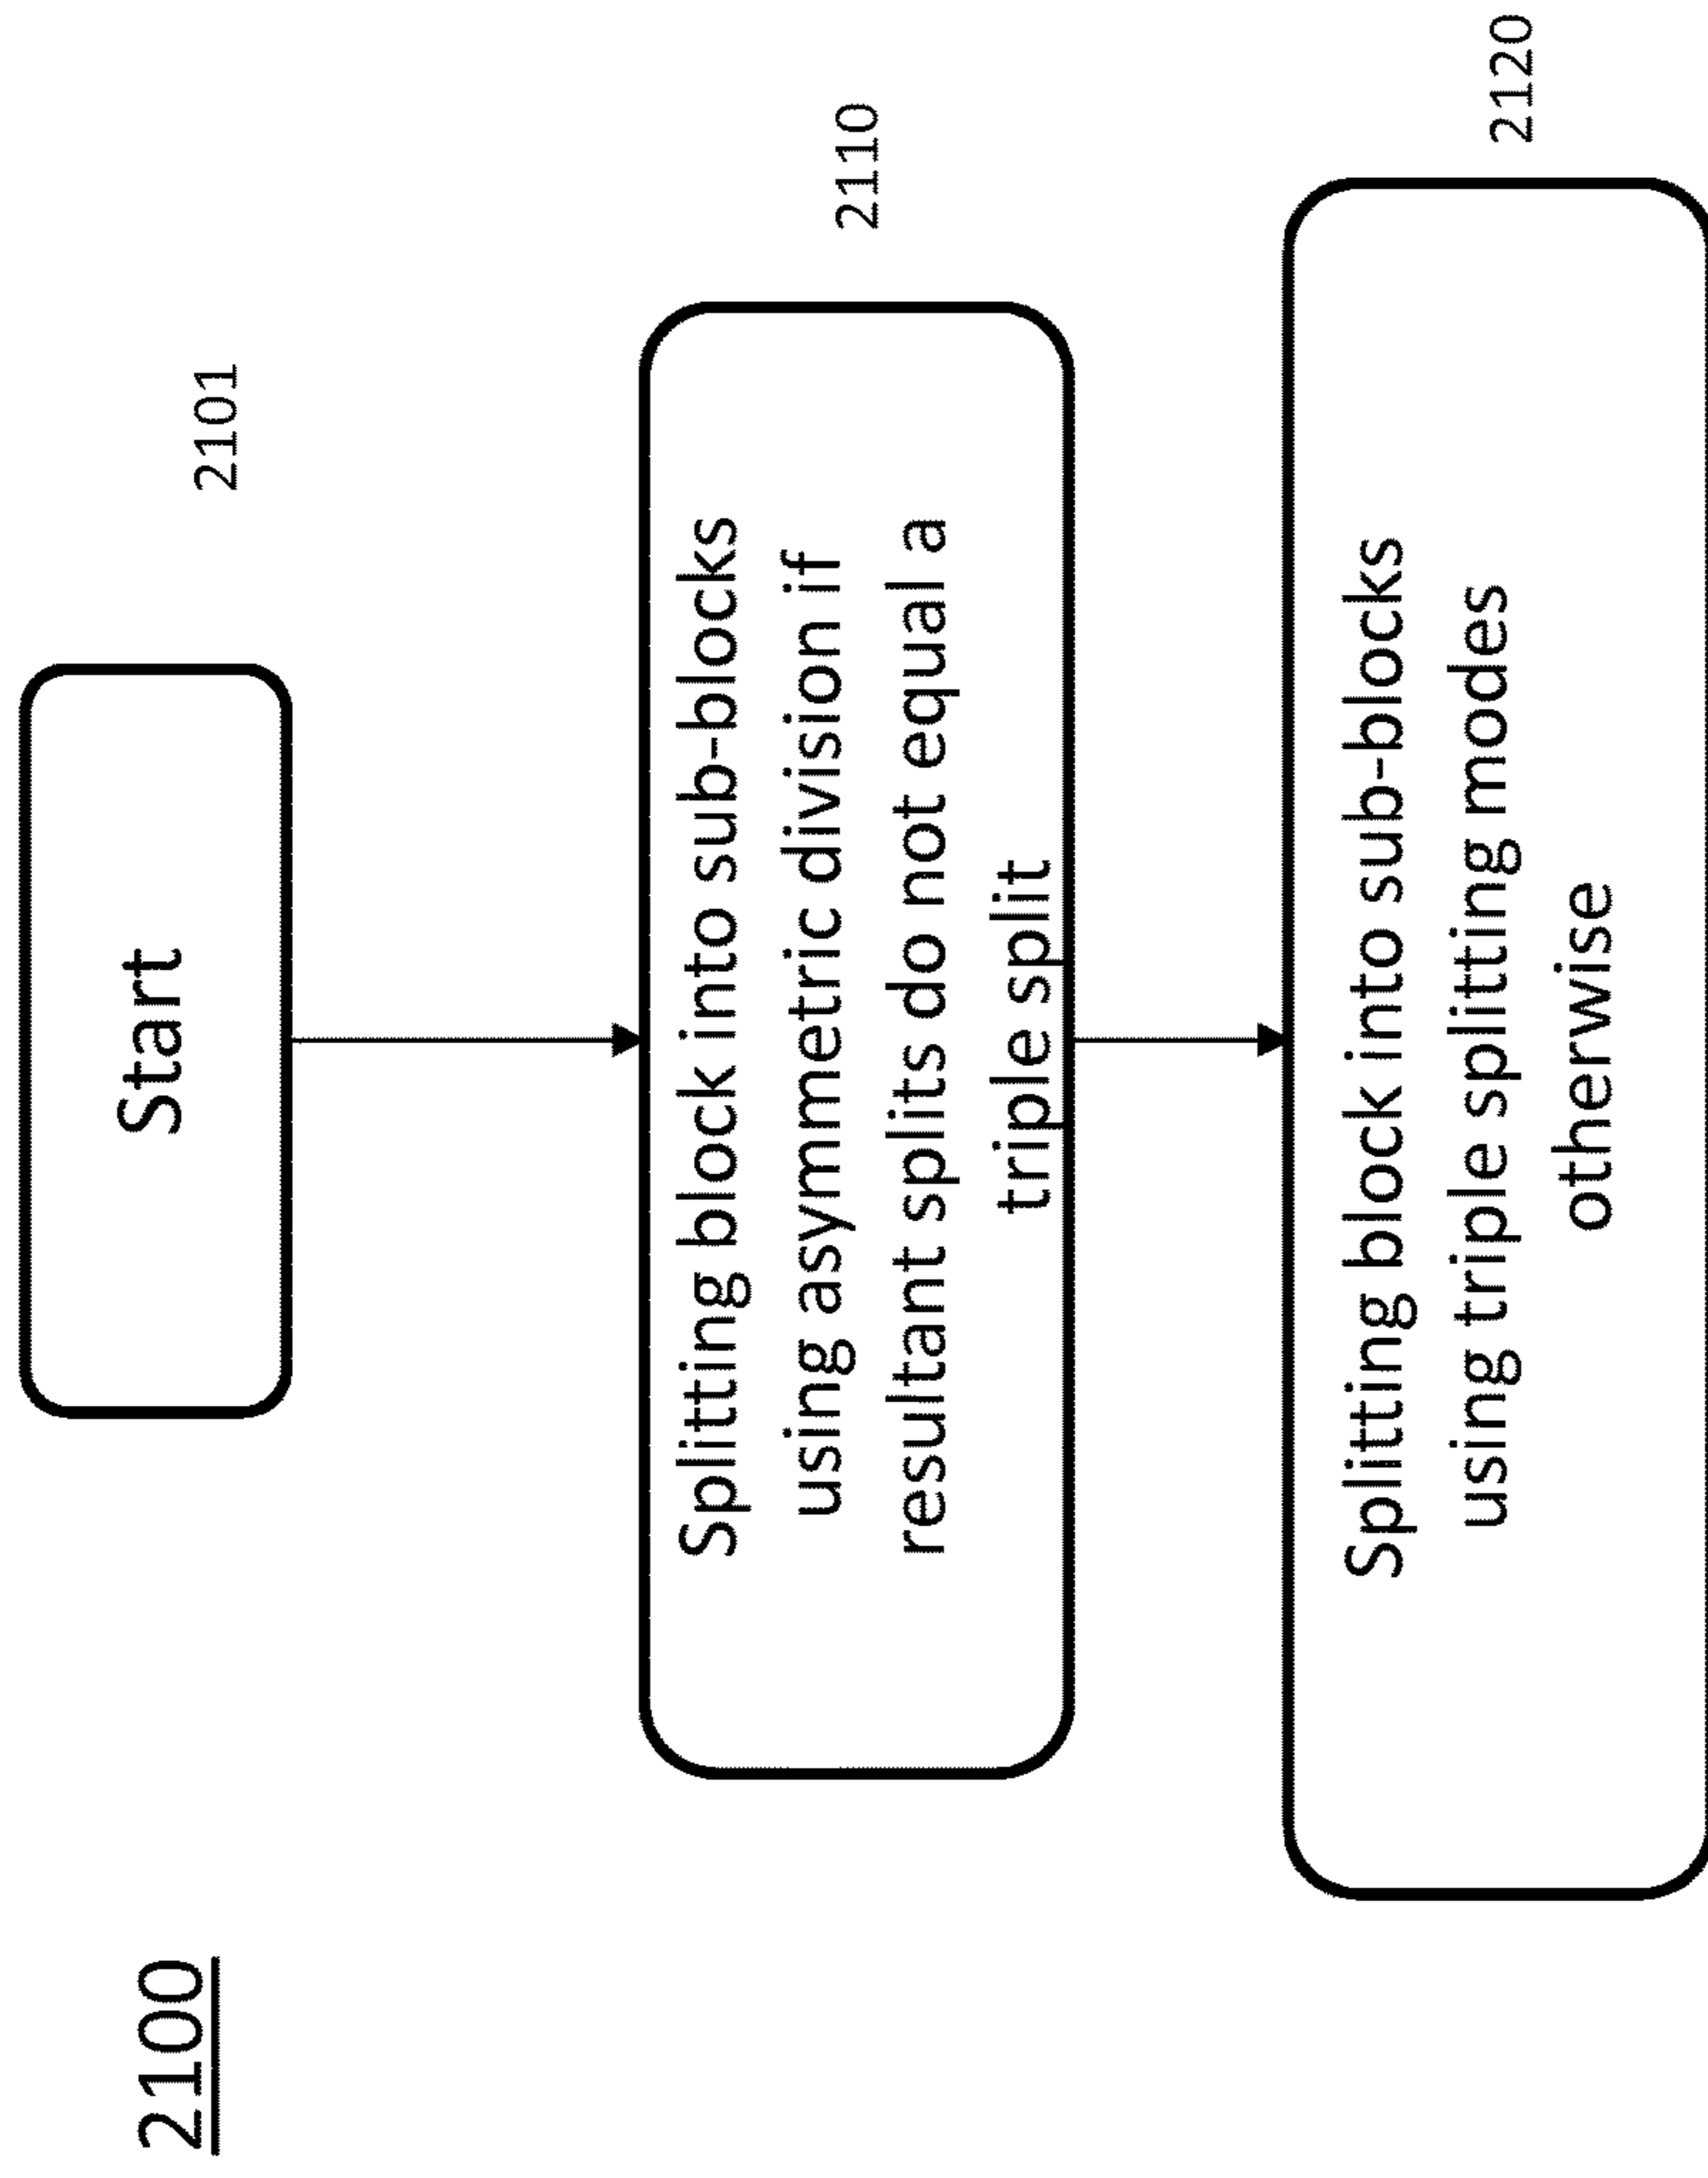 2100
Start
2101
Splitting block into sub-blocks
using asymmetric division if
resultant splits do not equal a
triple split
2110
Splitting block into sub-blocks
using triple splitting modes
otherwise
2120